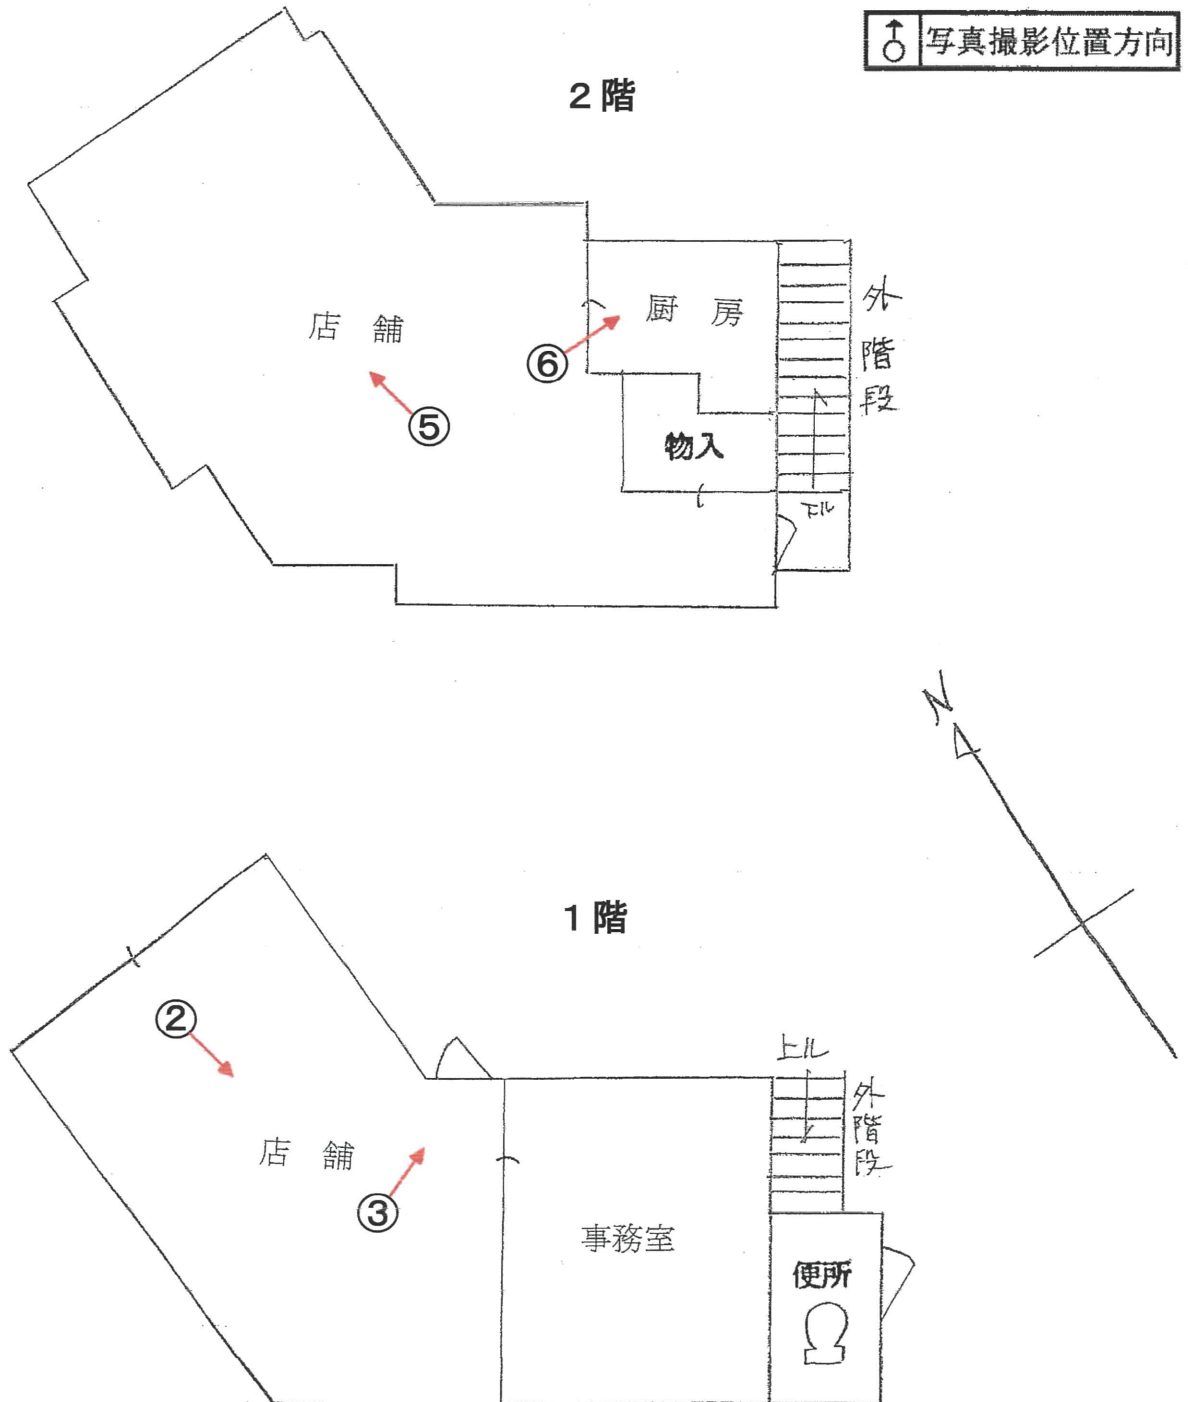 写真撮影位置方向
2階
外階段
厨 房
店 舗
⑥
⑤
物入
下ル
N
1階
②
上ル
外階段
店 舗
③
事務室
便所